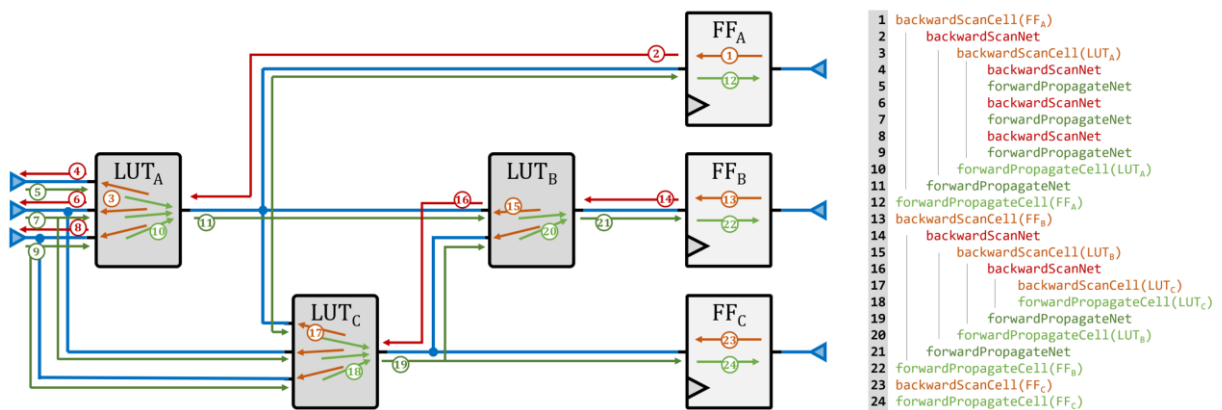 FF_A
2
1
12
LUT_A
LUT_B
FF_B
4
5
3
6
7
10
8
9
11
16
15
20
14
21
13
22
LUT_C
FF_C
17
18
19
23
24
1 backwardScanCell(FF_A)
2 backwardScanNet
3 backwardScanCell(LUT_A)
4 backwardScanNet
5 forwardPropagateNet
6 backwardScanNet
7 forwardPropagateNet
8 backwardScanNet
9 forwardPropagateNet
10 forwardPropagateCell(LUT_A)
11 forwardPropagateNet
12 forwardPropagateCell(FF_A)
13 backwardScanCell(FF_B)
14 backwardScanNet
15 backwardScanCell(LUT_B)
16 backwardScanNet
17 backwardScanCell(LUT_C)
18 forwardPropagateCell(LUT_C)
19 forwardPropagateNet
20 forwardPropagateCell(LUT_B)
21 forwardPropagateNet
22 forwardPropagateCell(FF_B)
23 backwardScanCell(FF_C)
24 forwardPropagateCell(FF_C)